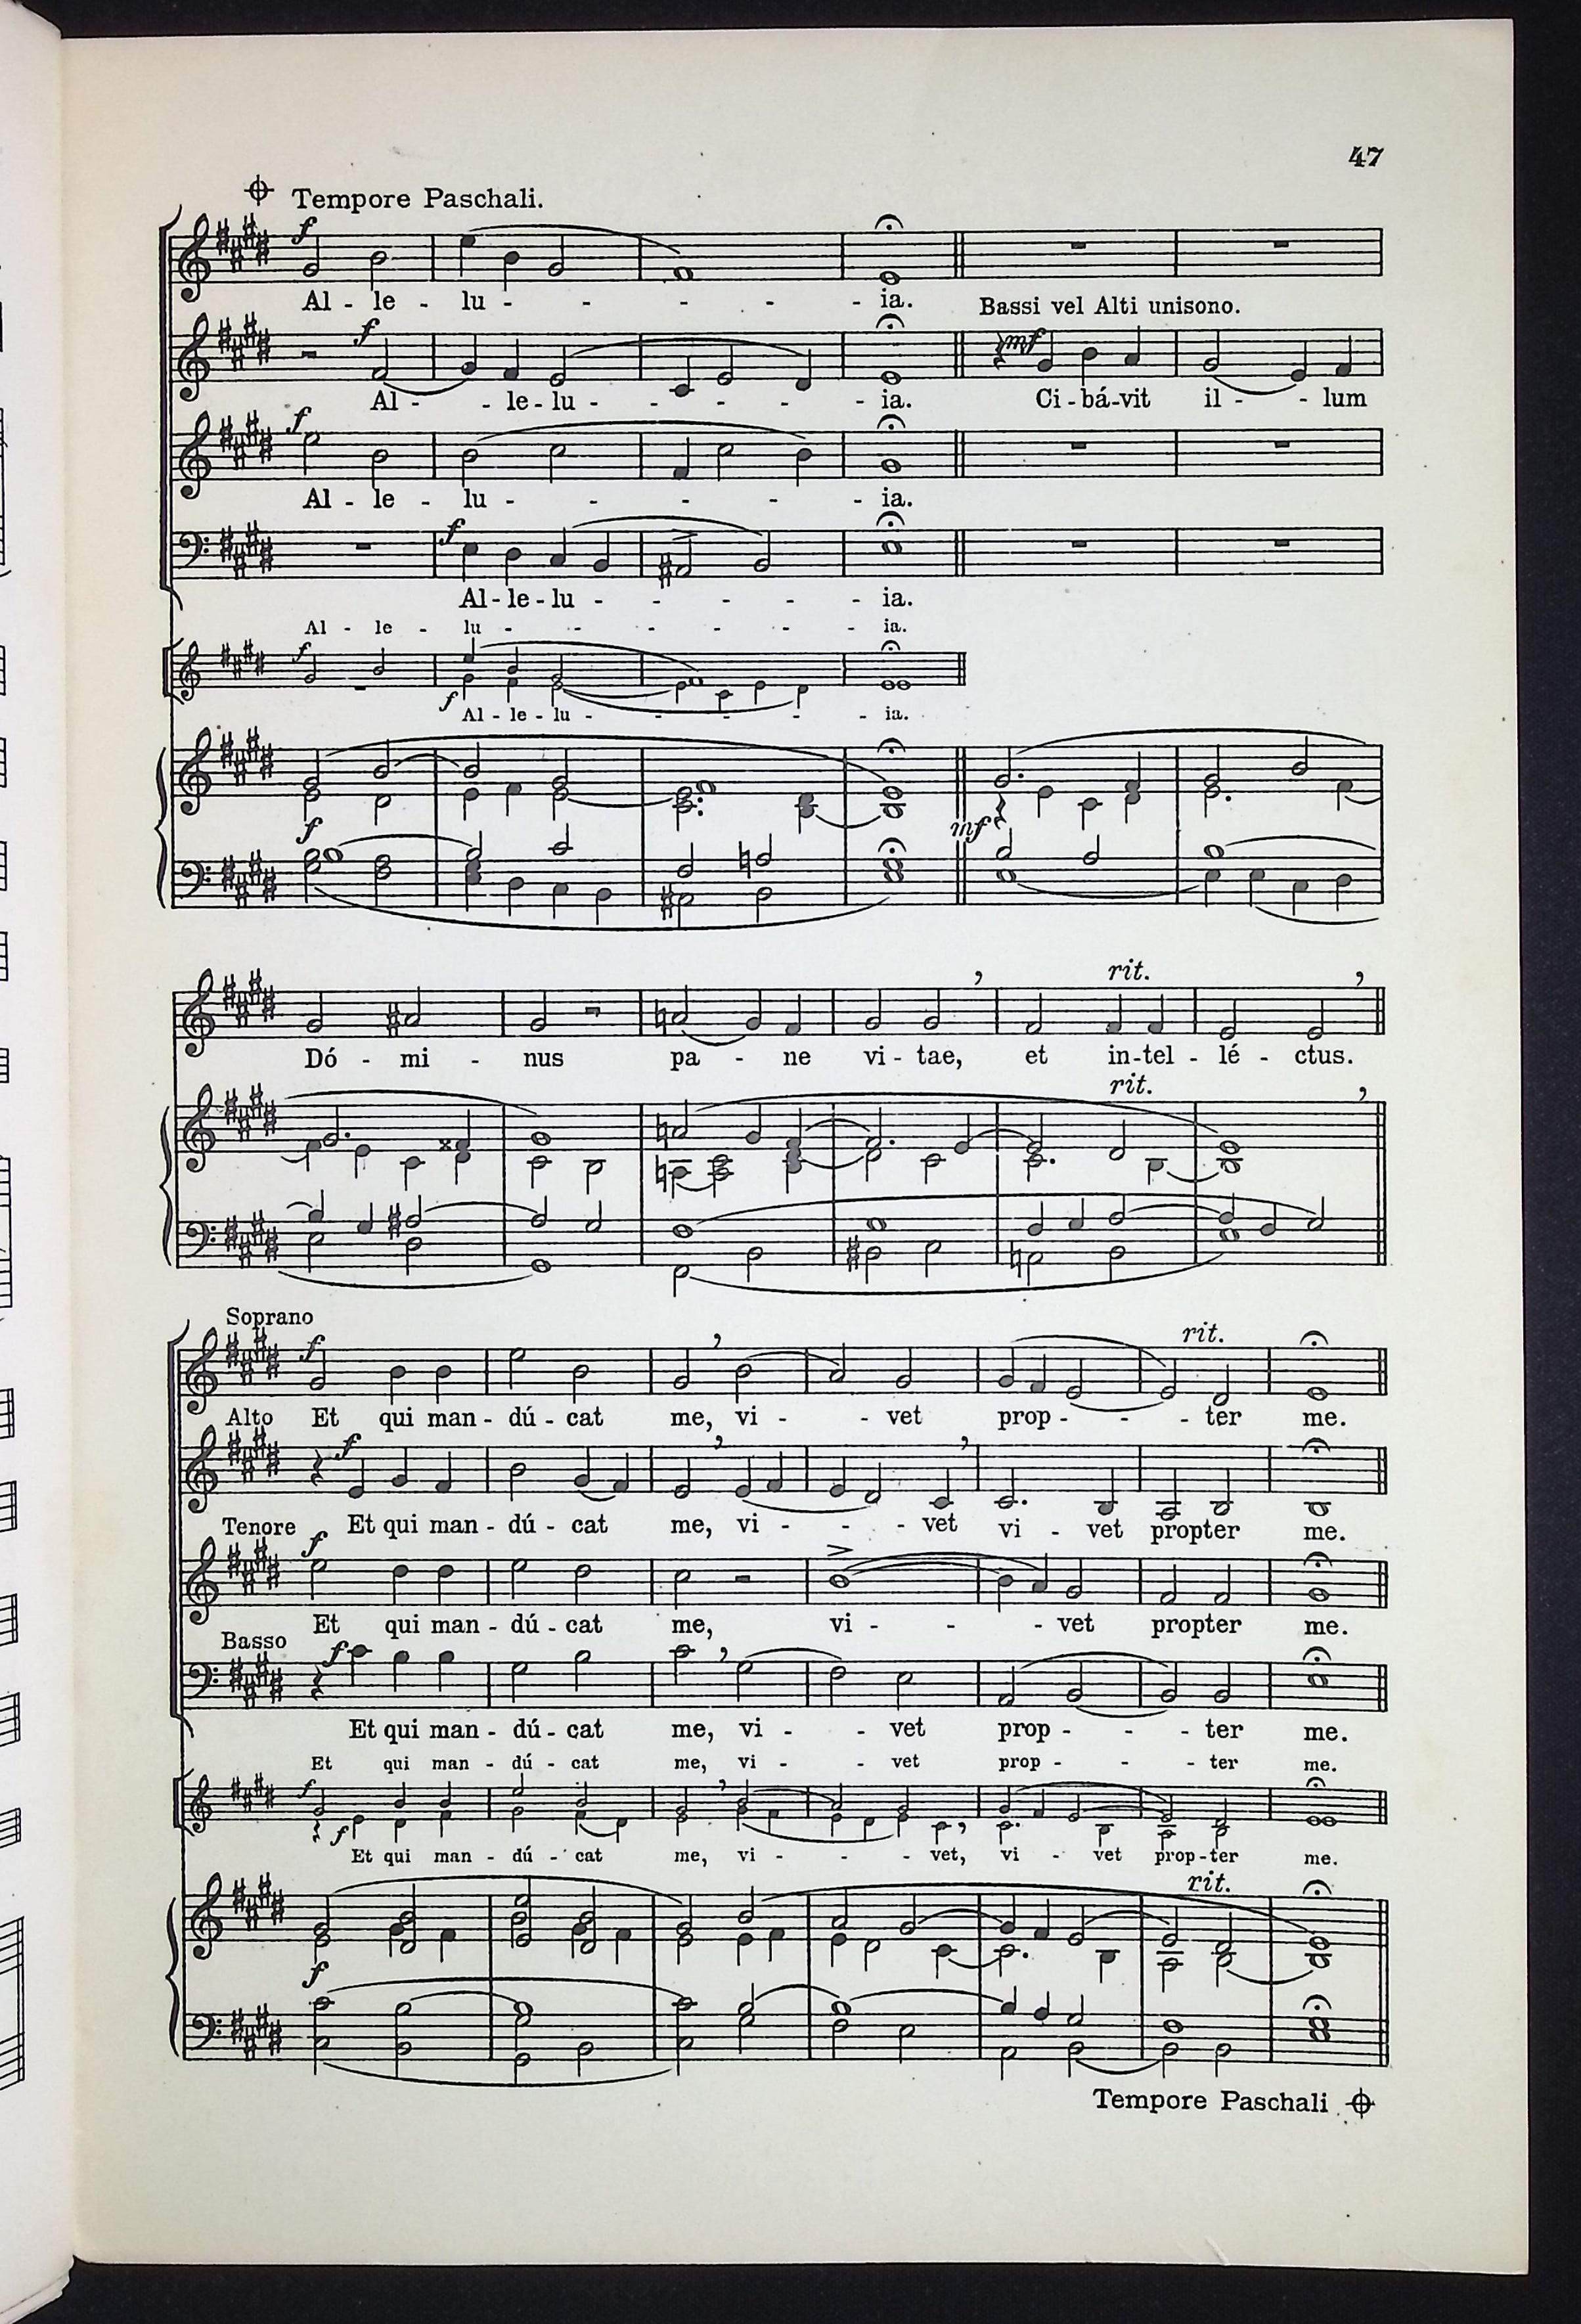 47
Tempore Paschali.
f
Al - le - lu - - - - - ia.
Bassi vel Alti unisono.
f
mf
Al - - le - lu - - - - - ia. Ci - bá - vit il - - lum
f
Al - le - lu - - - - - ia.
f
Al - le - lu - - - - - ia.
Al - le - lu - - - - - ia.
f
f
Al - le - lu - - - - - ia.
f
mf
rit.
Dó - mi - nus pa - ne vi - tae, et in - tel - lé - ctus.
rit.
Soprano
f
rit.
Et qui man - dú - cat me, vi - - vet prop - - - ter me.
Alto
f
Et qui man - dú - cat me, vi - - - vet vi - vet propter me.
Tenore
f
Et qui man - dú - cat me, vi - - - vet propter me.
Basso
f
Et qui man - dú - cat me, vi - - vet prop - - - ter me.
Et qui man - dú - cat me, vi - - vet prop - - - ter me.
f
f
Et qui man - dú - cat me, vi - - - vet, vi - vet prop - ter me.
rit.
f
Tempore Paschali